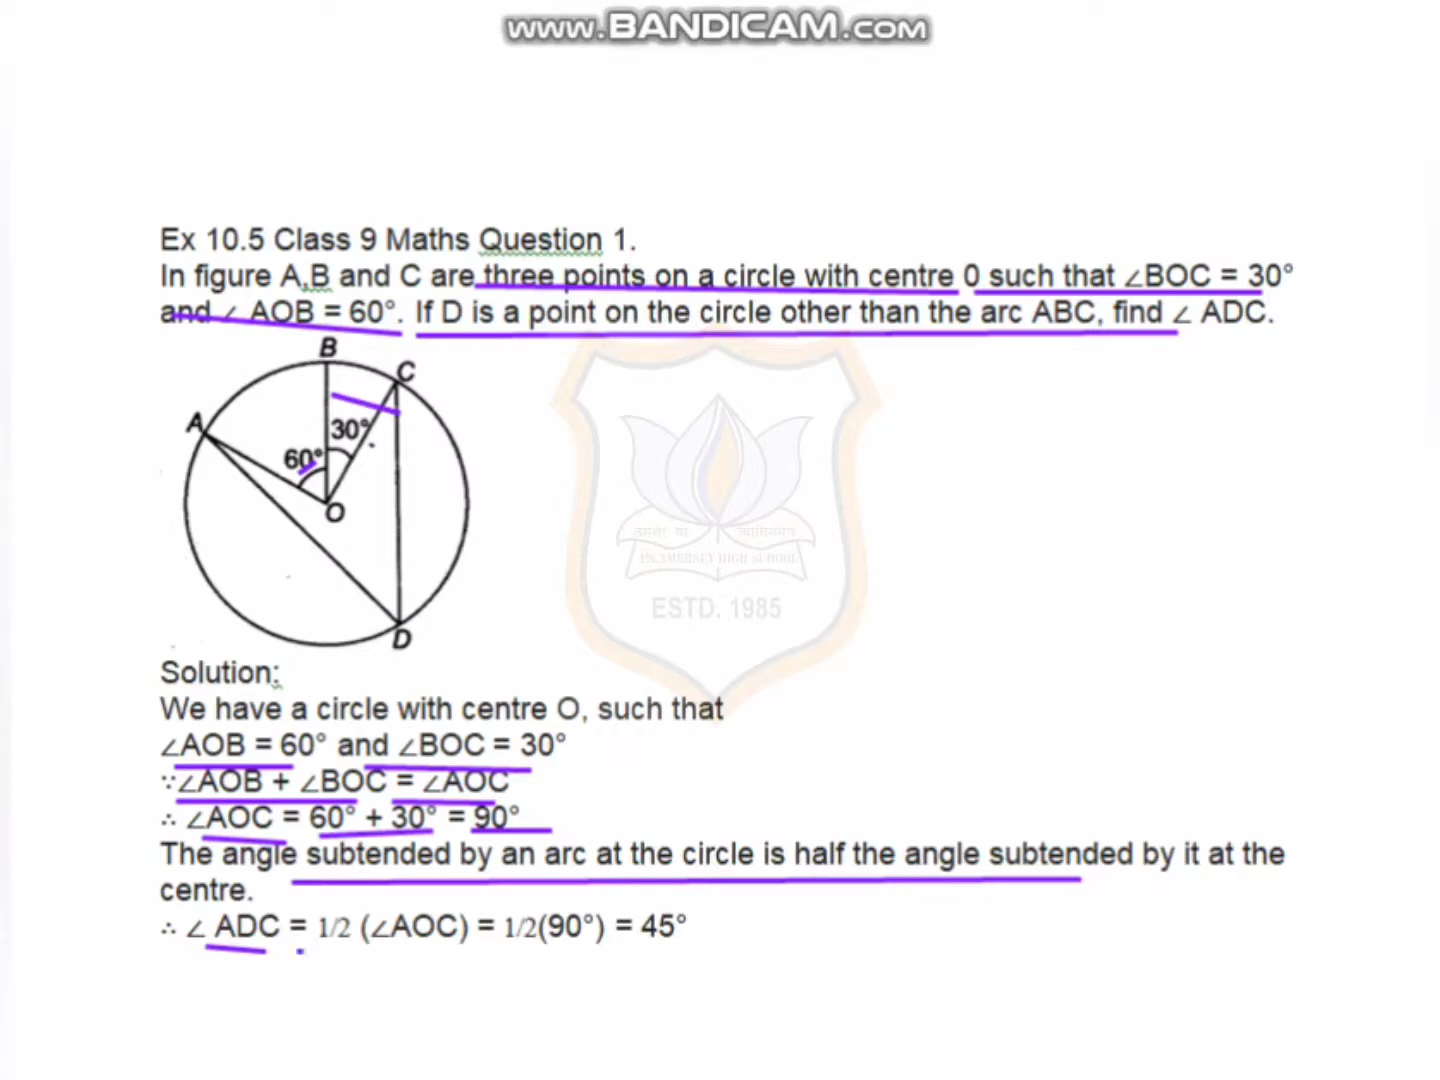 www.BANDICAM.com
Ex 10.5 Class 9 Maths Question 1.
In figure A,B and C are three points on a circle with centre 0 such that ∠BOC = 30°
and ∠ AOB = 60°. If D is a point on the circle other than the arc ABC, find ∠ ADC.
B
C
A
30°
60°
O
D
ESTD. 1985
Solution:
We have a circle with centre O, such that
∠AOB = 60° and ∠BOC = 30°
∵∠AOB + ∠BOC = ∠AOC
∴ ∠AOC = 60° + 30° = 90°
The angle subtended by an arc at the circle is half the angle subtended by it at the
centre.
∴ ∠ ADC = 1/2 (∠AOC) = 1/2(90°) = 45°